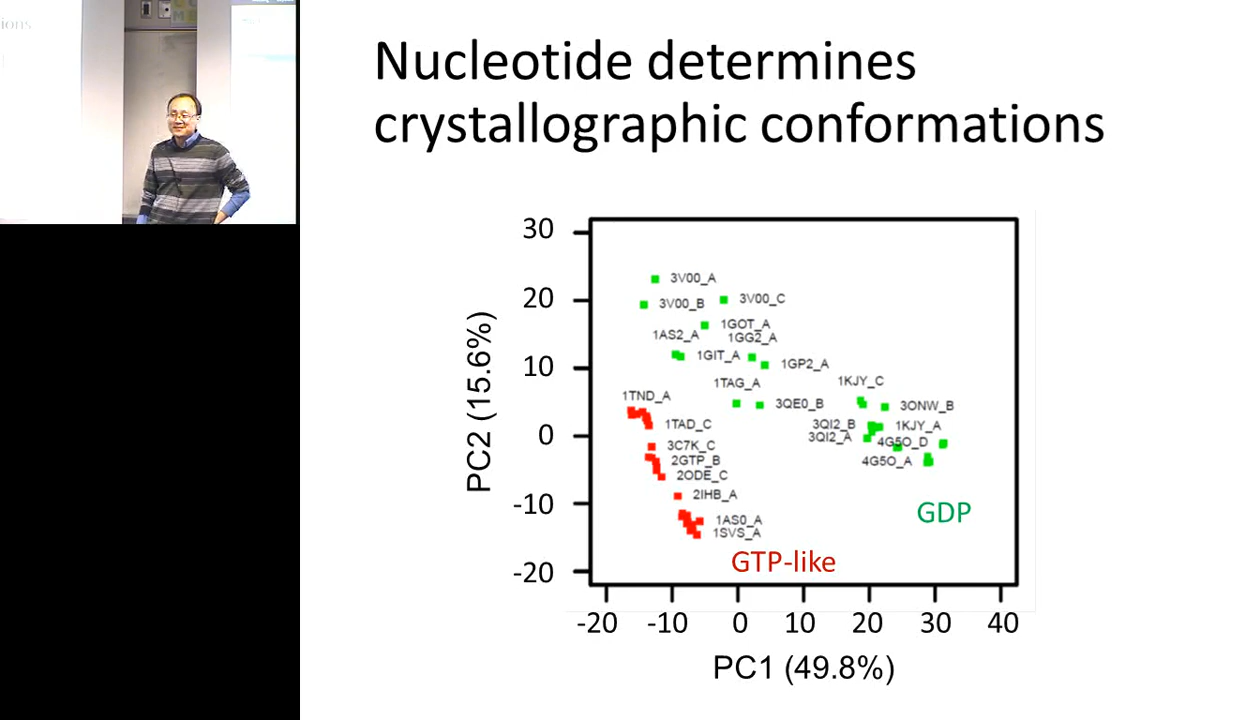 ions
Nucleotide determines
crystallographic conformations
30
20
10
0
-10
-20
PC2 (15.6%)
3V00_A
3V00_B
3V00_C
1GOT_A
1AS2_A
1GG2_A
1GIT_A
1GP2_A
1TAG_A
1KJY_C
1TND_A
3QE0_B
3ONW_B
1TAD_C
3QI2_B
1KJY_A
3QI2_A
4G5O_D
3C7K_C
2GTP_B
4G5O_A
2ODE_C
2IHB_A
1AS0_A
1SVS_A
GDP
GTP-like
-20 -10 0 10 20 30 40
PC1 (49.8%)